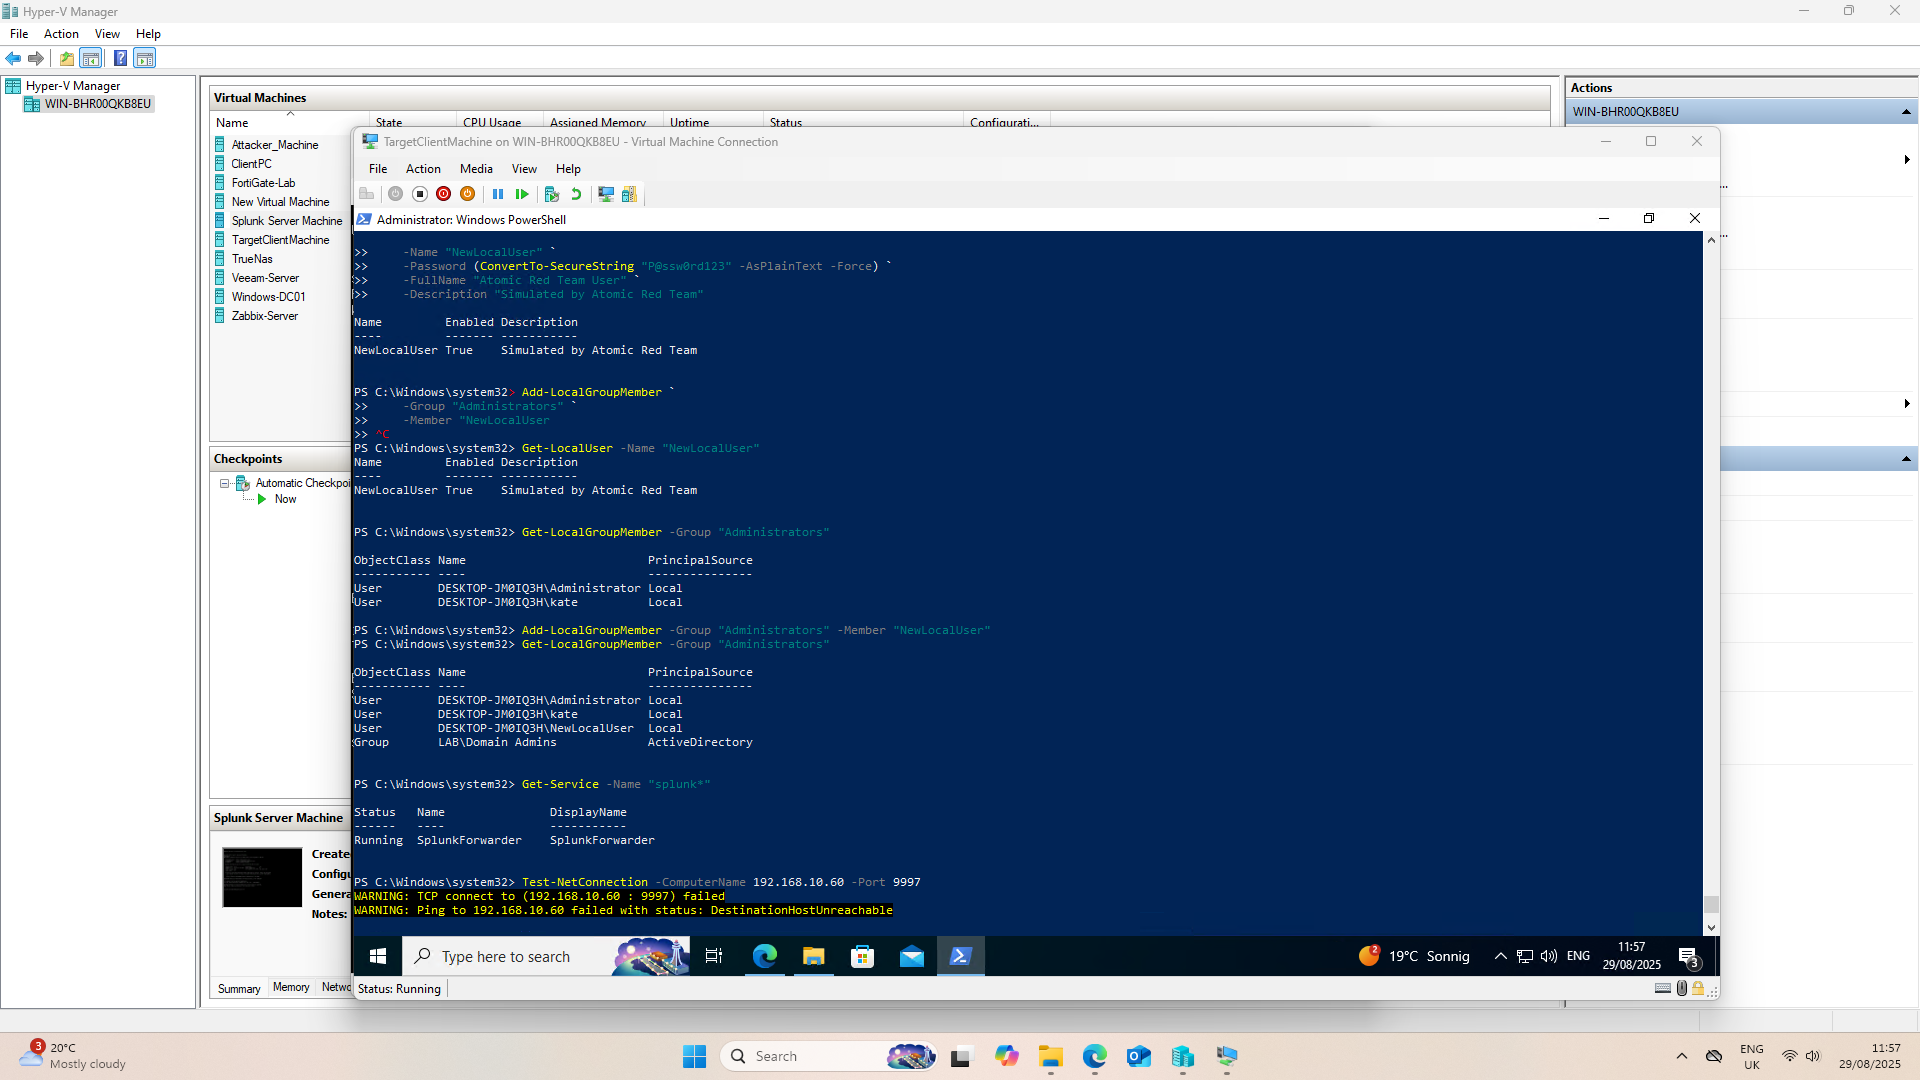 Hyper-V Manager
File Action View Help
Hyper-V Manager
WIN-BHR00QKB8EU
Virtual Machines
Name State CPU Usage Assigned Memory Uptime Status Configurati...
Attacker_Machine
ClientPC
FortiGate-Lab
New Virtual Machine
Splunk Server Machine
TargetClientMachine
TrueNas
Veeam-Server
Windows-DC01
Zabbix-Server
Checkpoints
Automatic Checkpoi
Now
Splunk Server Machine
Create
Config
Genera
Notes:
Summary Memory Netwo
Actions
WIN-BHR00QKB8EU
...
...
TargetClientMachine on WIN-BHR00QKB8EU - Virtual Machine Connection
File Action Media View Help
Administrator: Windows PowerShell
>> -Name "NewLocalUser" `
>> -Password (ConvertTo-SecureString "P@ssw0rd123" -AsPlainText -Force) `
>> -FullName "Atomic Red Team User" `
>> -Description "Simulated by Atomic Red Team"
Name Enabled Description
---- ------- -----------
NewLocalUser True Simulated by Atomic Red Team
PS C:\Windows\system32> Add-LocalGroupMember `
>> -Group "Administrators" `
>> -Member "NewLocalUser
>> ^C
PS C:\Windows\system32> Get-LocalUser -Name "NewLocalUser"
Name Enabled Description
---- ------- -----------
NewLocalUser True Simulated by Atomic Red Team
PS C:\Windows\system32> Get-LocalGroupMember -Group "Administrators"
ObjectClass Name PrincipalSource
----------- ---- ---------------
User DESKTOP-JM0IQ3H\Administrator Local
User DESKTOP-JM0IQ3H\kate Local
PS C:\Windows\system32> Add-LocalGroupMember -Group "Administrators" -Member "NewLocalUser"
PS C:\Windows\system32> Get-LocalGroupMember -Group "Administrators"
ObjectClass Name PrincipalSource
----------- ---- ---------------
User DESKTOP-JM0IQ3H\Administrator Local
User DESKTOP-JM0IQ3H\kate Local
User DESKTOP-JM0IQ3H\NewLocalUser Local
Group LAB\Domain Admins ActiveDirectory
PS C:\Windows\system32> Get-Service -Name "splunk*"
Status Name DisplayName
------ ---- -----------
Running SplunkForwarder SplunkForwarder
PS C:\Windows\system32> Test-NetConnection -ComputerName 192.168.10.60 -Port 9997
WARNING: TCP connect to (192.168.10.60 : 9997) failed
WARNING: Ping to 192.168.10.60 failed with status: DestinationHostUnreachable
Type here to search
2
19°C Sonnig
ENG
11:57
29/08/2025
3
Status: Running
3
20°C
Mostly cloudy
Search
ENG
UK
11:57
29/08/2025